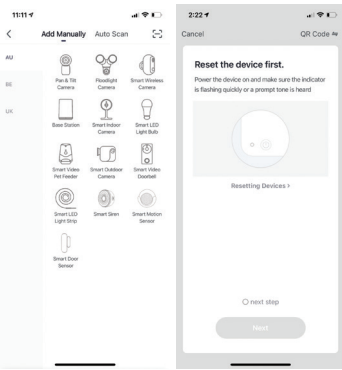 11:11
Add Manually Auto Scan
AU
BE
UK
Pan & Tilt
Camera
Floodlight
Camera
Smart Wireless
Camera
Base Station
Smart Indoor
Camera
Smart LED
Light Bulb
Smart Video
Pet Feeder
Smart Outdoor
Camera
Smart Video
Doorbell
Smart LED
Light Strip
Smart Siren
Smart Motion
Sensor
Smart Door
Sensor
2:22
Cancel QR Code
Reset the device first.
Power the device on and make sure the indicator
is flashing quickly or a prompt tone is heard
Resetting Devices >
next step
Next